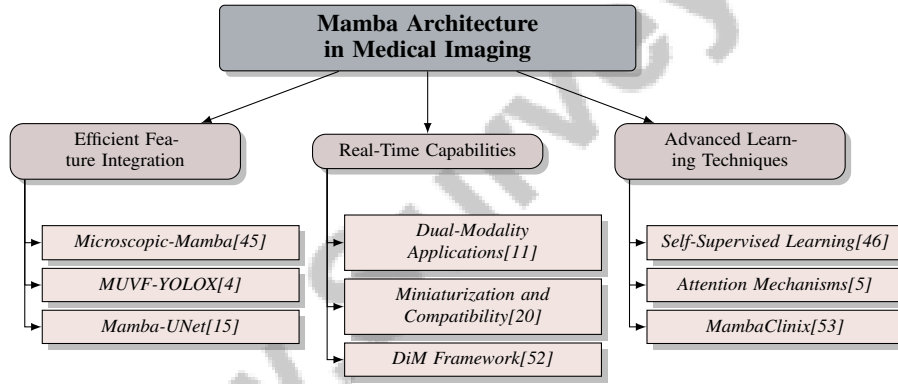 Mamba Architecture
in Medical Imaging
Efficient Fea-
ture Integration
Microscopic-Mamba[45]
MUVF-YOLOX[4]
Mamba-UNet[15]
Real-Time Capabilities
Dual-Modality
Applications[11]
Miniaturization and
Compatibility[20]
DiM Framework[52]
Advanced Learn-
ing Techniques
Self-Supervised Learning[46]
Attention Mechanisms[5]
MambaClinix[53]